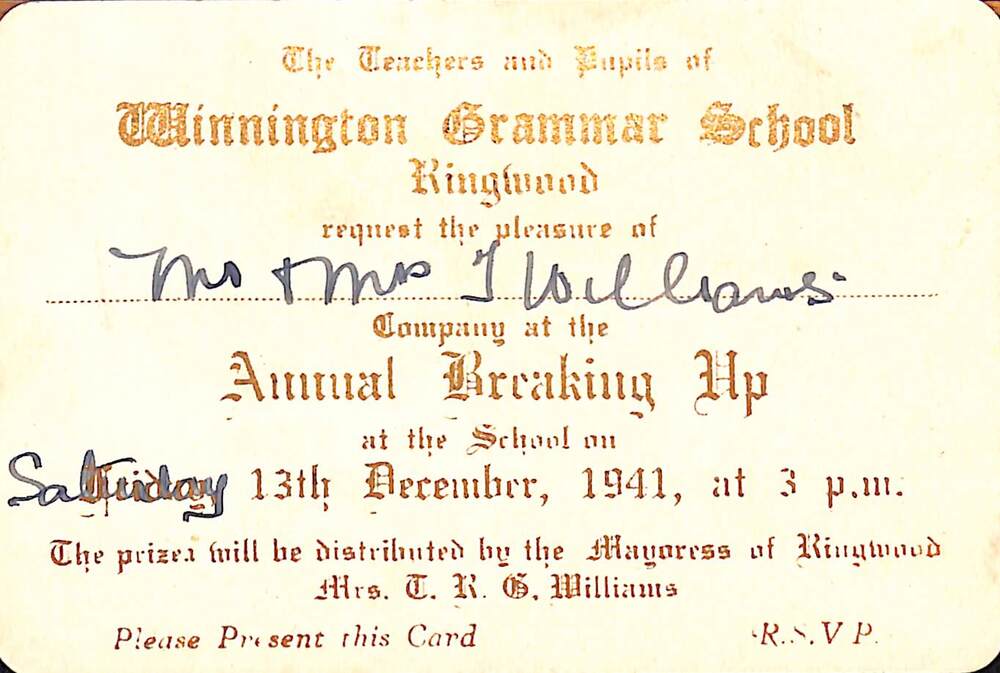 The Teachers and Pupils of
Winnington Grammar School
Ringwood
request the pleasure of
Mr & Mrs T Williams
Company at the
Annual Breaking Up
at the School on
Saturday 13th December, 1941, at 3 p.m.
The prizes will be distributed by the Mayoress of Ringwood
Mrs. T. R. G. Williams
Please Present this Card R.S.V P.